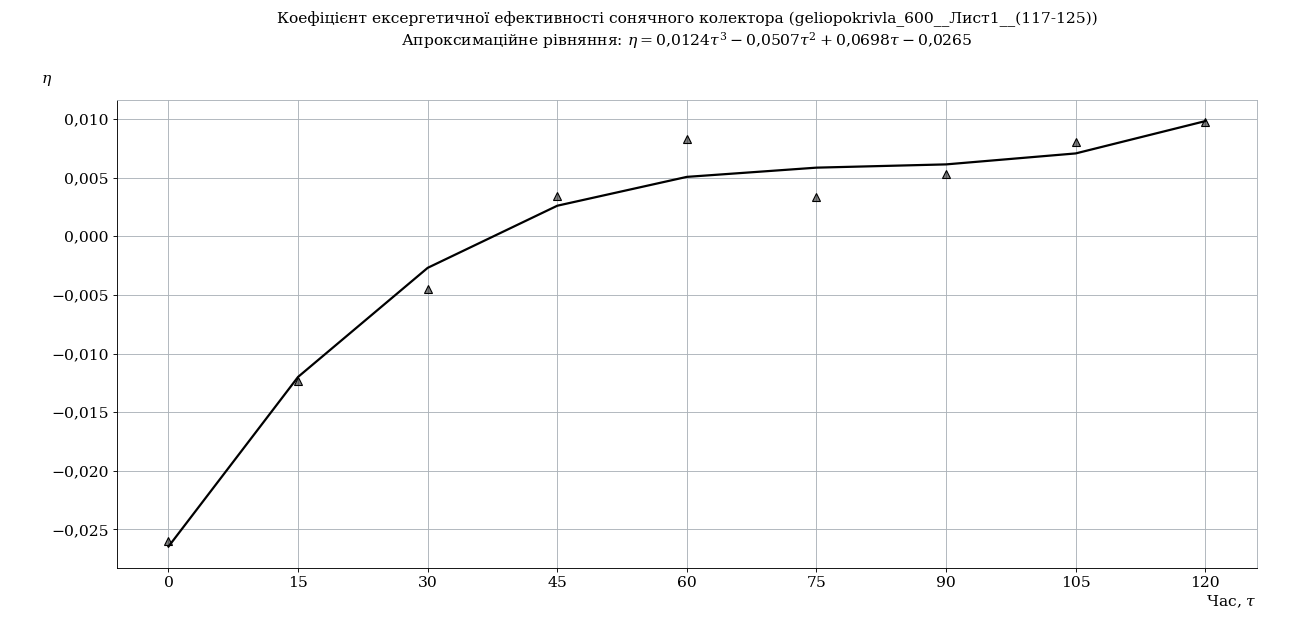 Коефіцієнт ексергетичної ефективності сонячного колектора (geliopokrivla_600__Лист1__(117-125))
Апроксимаційне рівняння: η = 0,0124τ³ − 0,0507τ² + 0,0698τ − 0,0265
η
0,010
0,005
0,000
−0,005
−0,010
−0,015
−0,020
−0,025
0 15 30 45 60 75 90 105 120
Час, τ